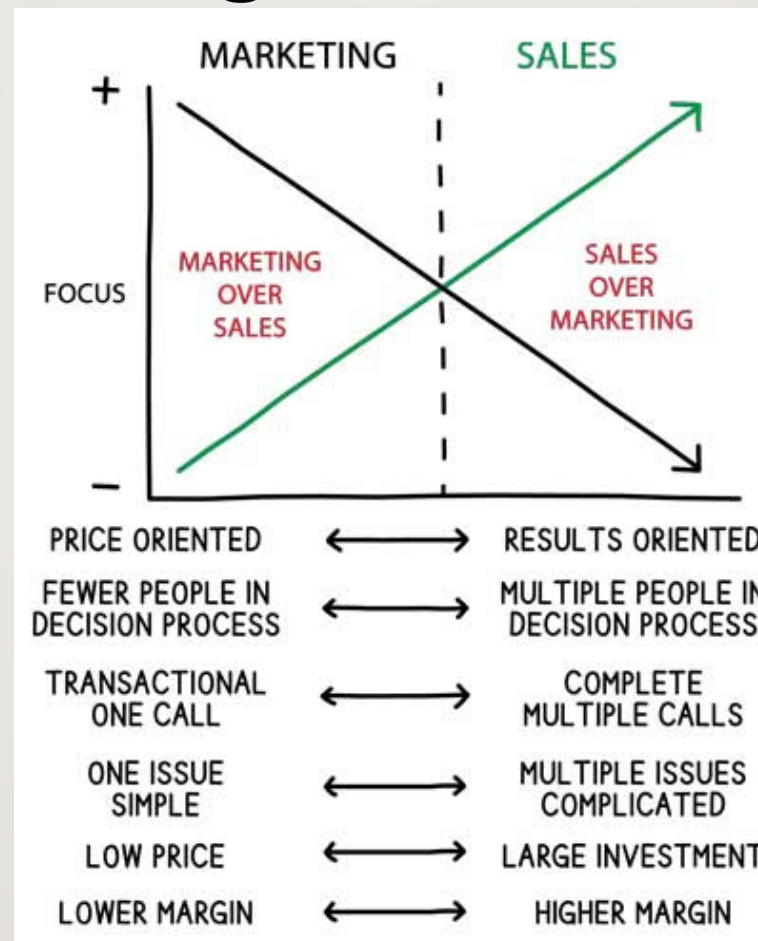 MARKETING SALES
+
MARKETING
OVER
SALES
SALES
OVER
MARKETING
FOCUS
-
PRICE ORIENTED RESULTS ORIENTED
FEWER PEOPLE IN
DECISION PROCESS
MULTIPLE PEOPLE IN
DECISION PROCESS
TRANSACTIONAL
ONE CALL
COMPLETE
MULTIPLE CALLS
ONE ISSUE
SIMPLE
MULTIPLE ISSUES
COMPLICATED
LOW PRICE LARGE INVESTMENT
LOWER MARGIN HIGHER MARGIN